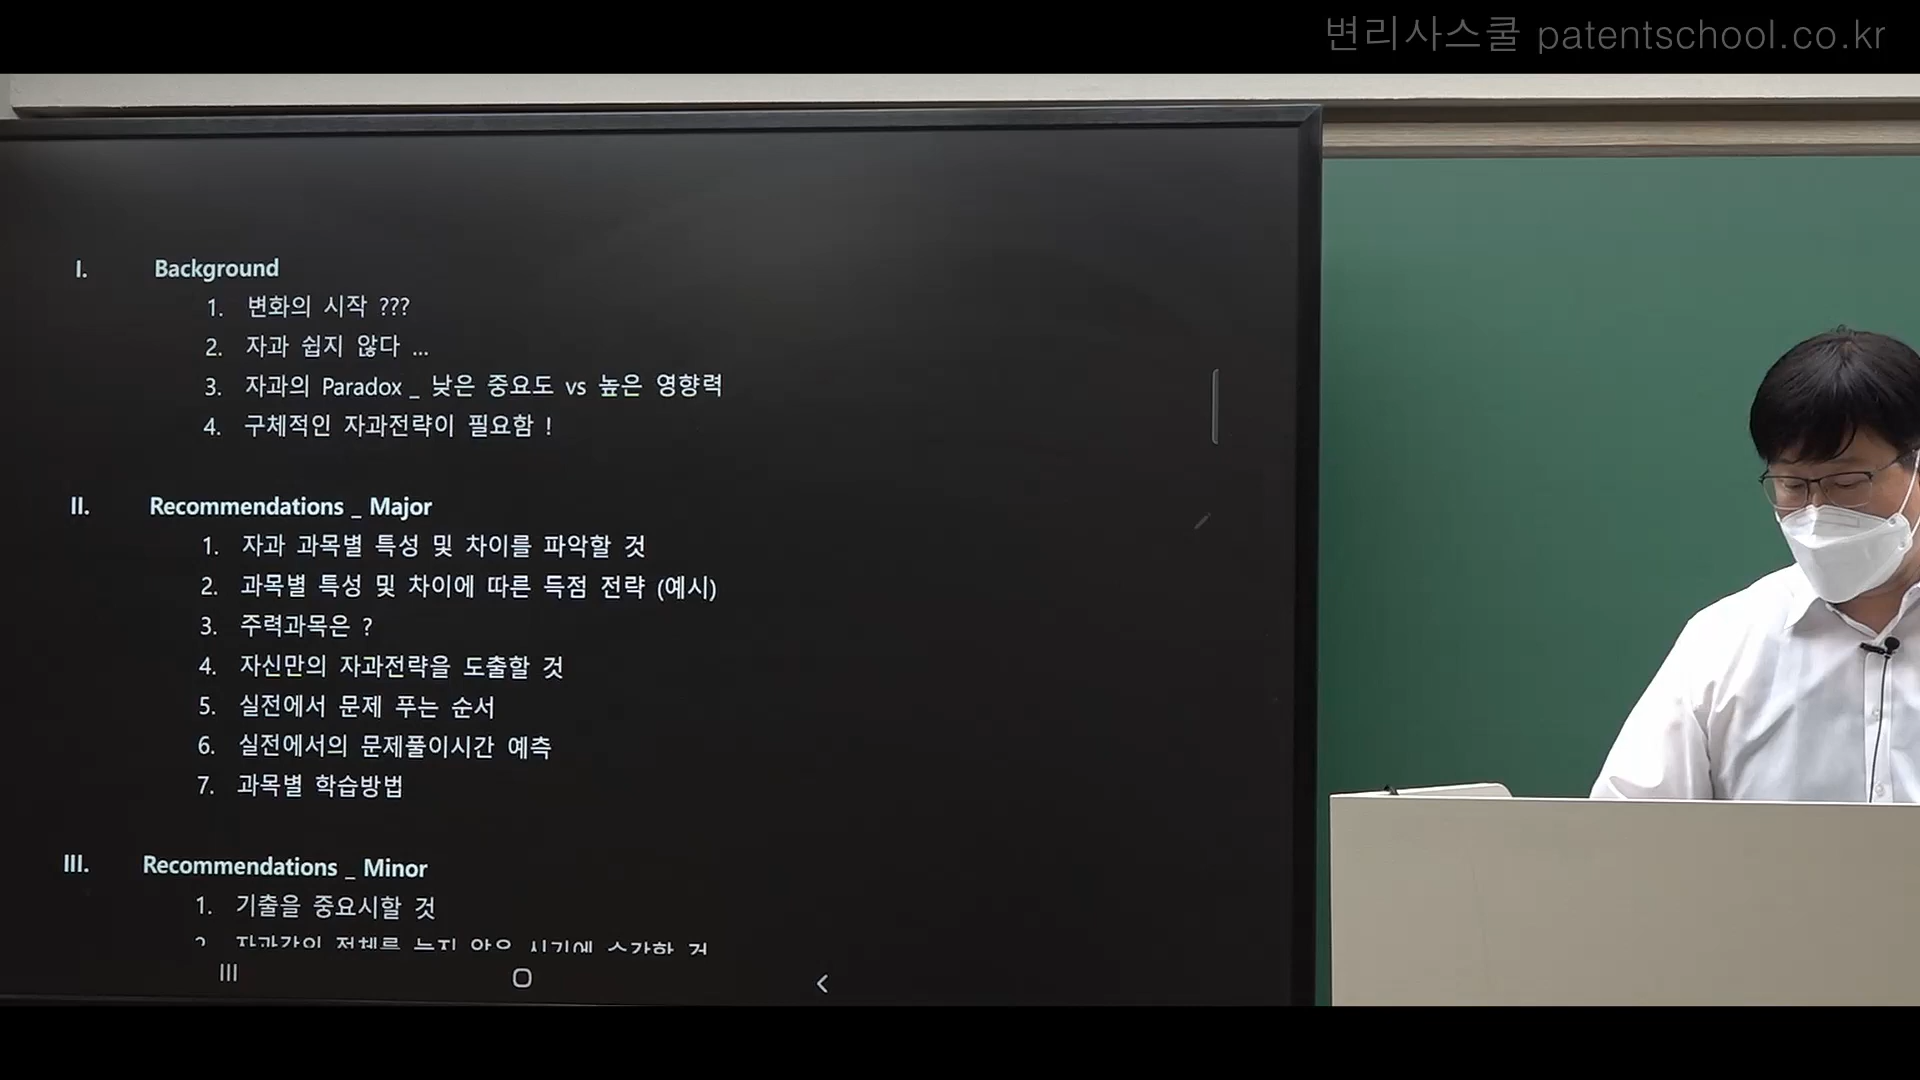 변리사스쿨 patentschool.co.kr
I. Background
1. 변화의 시작 ???
2. 자과 쉽지 않다 ...
3. 자과의 Paradox _ 낮은 중요도 vs 높은 영향력
4. 구체적인 자과전략이 필요함 !
II. Recommendations _ Major
1. 자과 과목별 특성 및 차이를 파악할 것
2. 과목별 특성 및 차이에 따른 득점 전략 (예시)
3. 주력과목은 ?
4. 자신만의 자과전략을 도출할 것
5. 실전에서 문제 푸는 순서
6. 실전에서의 문제풀이시간 예측
7. 과목별 학습방법
III. Recommendations _ Minor
1. 기출을 중요시할 것